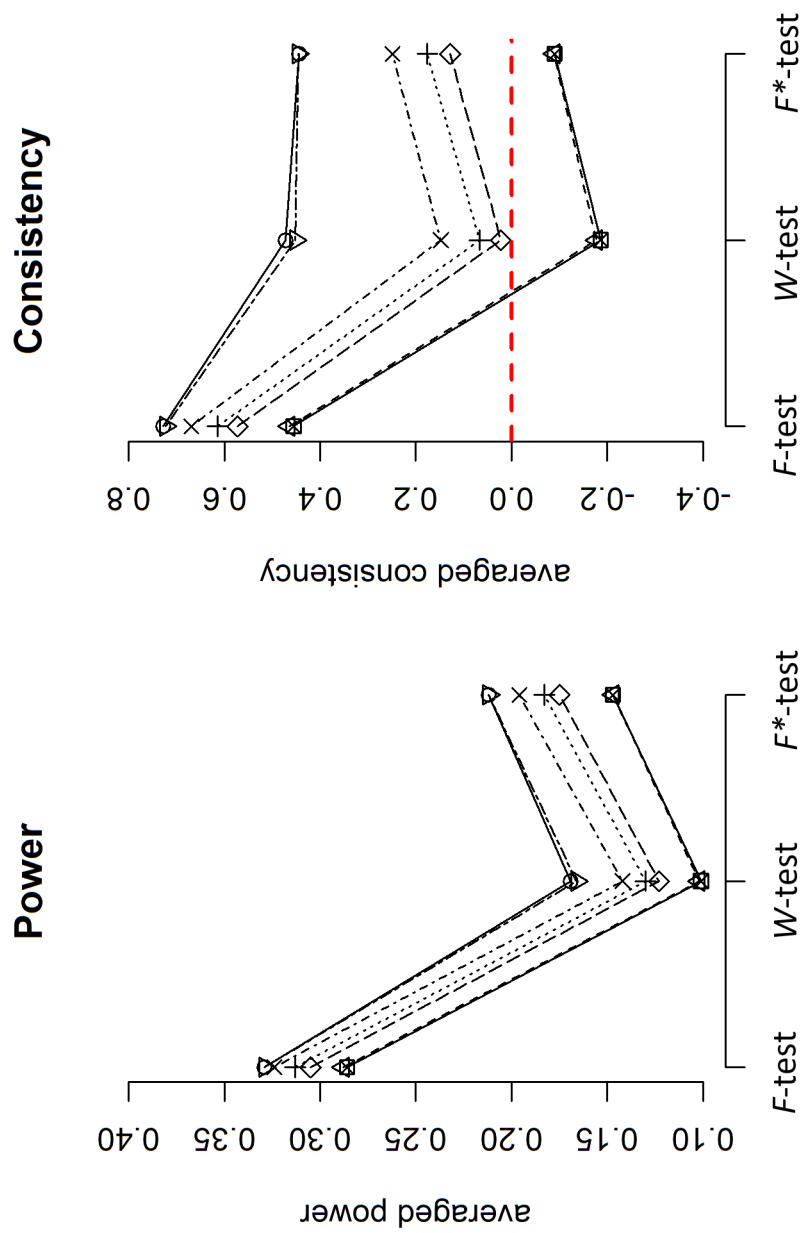 Power
averaged power
0.40
0.35
0.30
0.25
0.20
0.15
0.10
F-test
W-test
F*-test
Consistency
averaged consistency
0.8
0.6
0.4
0.2
0.0
-0.2
-0.4
F-test
W-test
F*-test